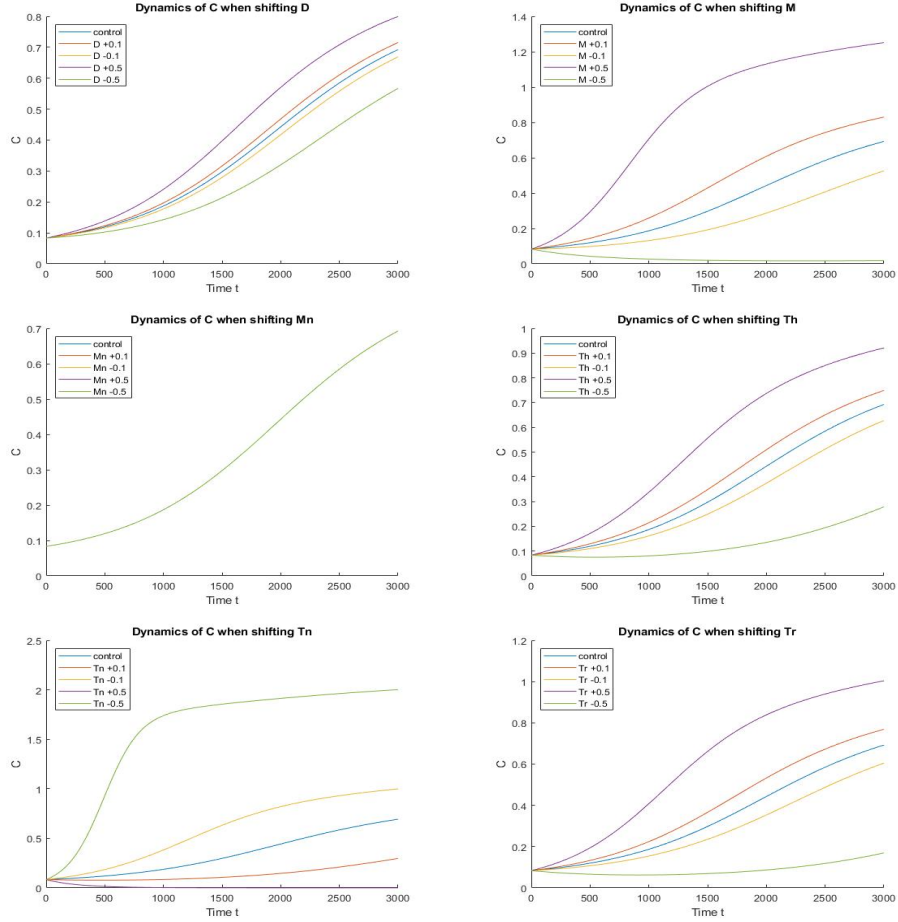 Dynamics of C when shifting D
0.8
0.7
0.6
0.5
0.4
0.3
0.2
0.1
0
C
control
D +0.1
D -0.1
D +0.5
D -0.5
0 500 1000 1500 2000 2500 3000
Time t
Dynamics of C when shifting M
1.4
1.2
1
0.8
0.6
0.4
0.2
0
C
control
M +0.1
M -0.1
M +0.5
M -0.5
0 500 1000 1500 2000 2500 3000
Time t
Dynamics of C when shifting Mn
0.7
0.6
0.5
0.4
0.3
0.2
0.1
0
C
control
Mn +0.1
Mn -0.1
Mn +0.5
Mn -0.5
0 500 1000 1500 2000 2500 3000
Time t
Dynamics of C when shifting Th
1
0.9
0.8
0.7
0.6
0.5
0.4
0.3
0.2
0.1
0
C
control
Th +0.1
Th -0.1
Th +0.5
Th -0.5
0 500 1000 1500 2000 2500 3000
Time t
Dynamics of C when shifting Tn
2.5
2
1.5
1
0.5
0
C
control
Tn +0.1
Tn -0.1
Tn +0.5
Tn -0.5
0 500 1000 1500 2000 2500 3000
Time t
Dynamics of C when shifting Tr
1.2
1
0.8
0.6
0.4
0.2
0
C
control
Tr +0.1
Tr -0.1
Tr +0.5
Tr -0.5
0 500 1000 1500 2000 2500 3000
Time t